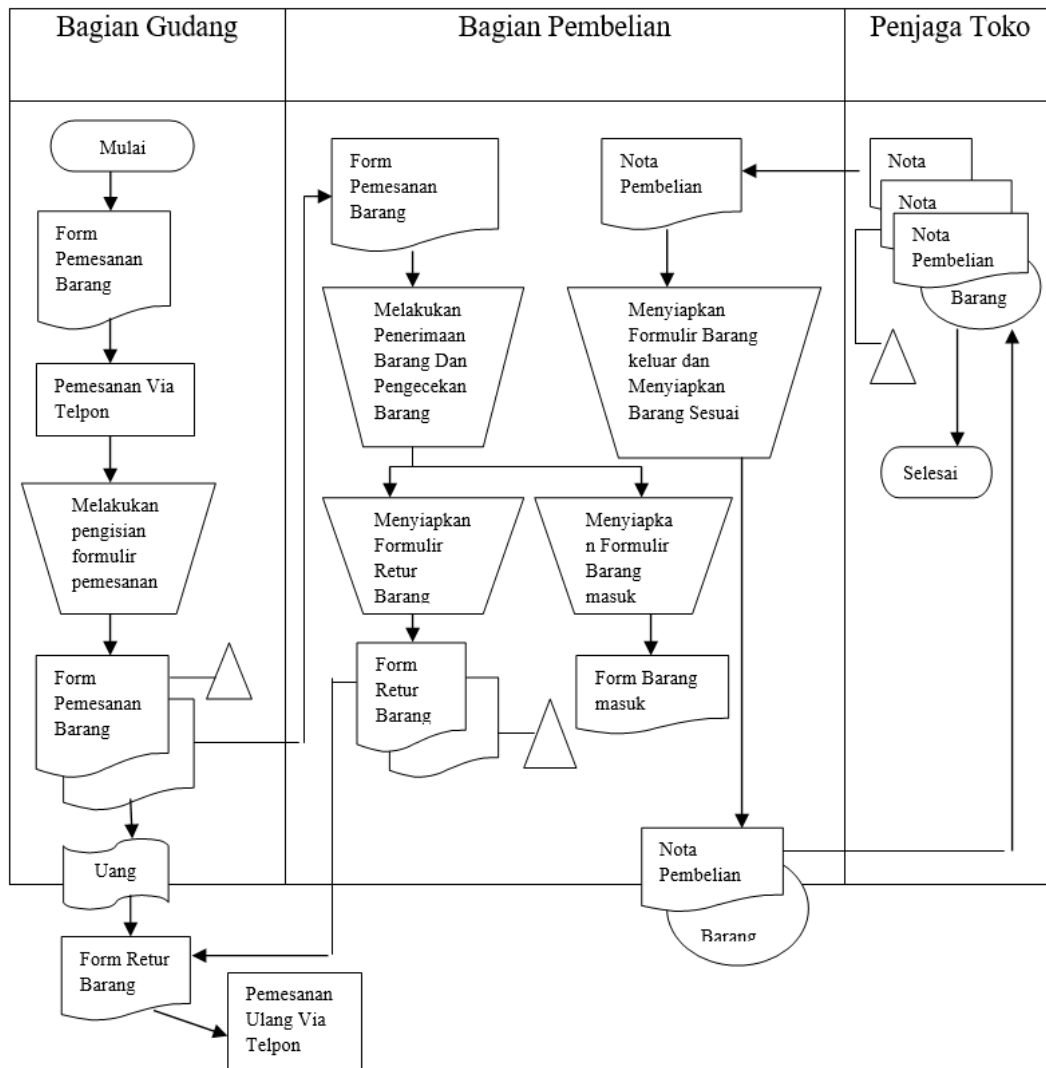 Bagian Gudang
Bagian Pembelian
Penjaga Toko
Mulai
Form
Pemesanan
Barang
Pemesanan Via
Telpon
Melakukan
pengisian
formulir
pemesanan
Form
Pemesanan
Barang
Uang
Form Retur
Barang
Pemesanan
Ulang Via
Telpon
Form
Pemesanan
Barang
Melakukan
Penerimaan
Barang Dan
Pengecekan
Barang
Menyiapkan
Formulir
Retur
Barang
Form
Retur
Barang
Menyiapka
n Formulir
Barang
masuk
Form Barang
masuk
Nota
Pembelian
Menyiapkan
Formulir Barang
keluar dan
Menyiapkan
Barang Sesuai
Nota
Pembelian
Barang
Nota
Nota
Nota
Pembelian
Barang
Selesai